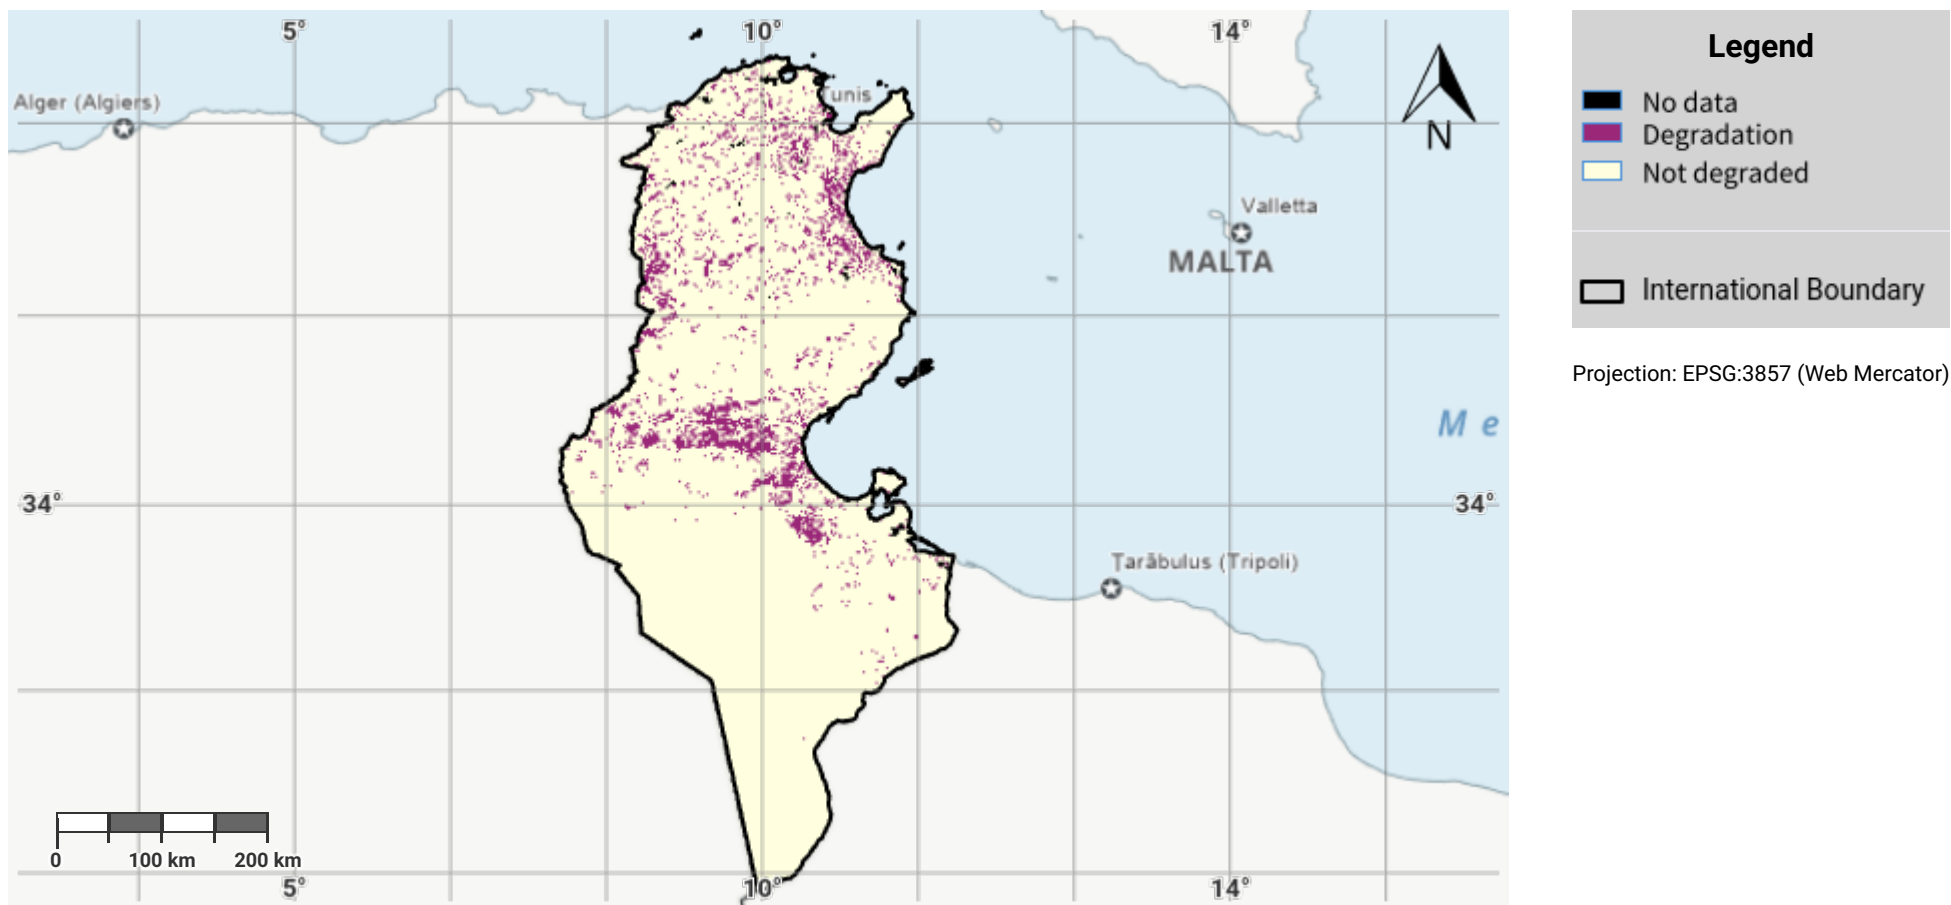 5° 10° 14°
Alger (Algiers)
Tunis
Valletta
MALTA
Me
34° 34°
Tarābulus (Tripoli)
0 100 km 200 km
5° 10° 14°
N
Legend
No data
Degradation
Not degraded
International Boundary
Projection: EPSG:3857 (Web Mercator)